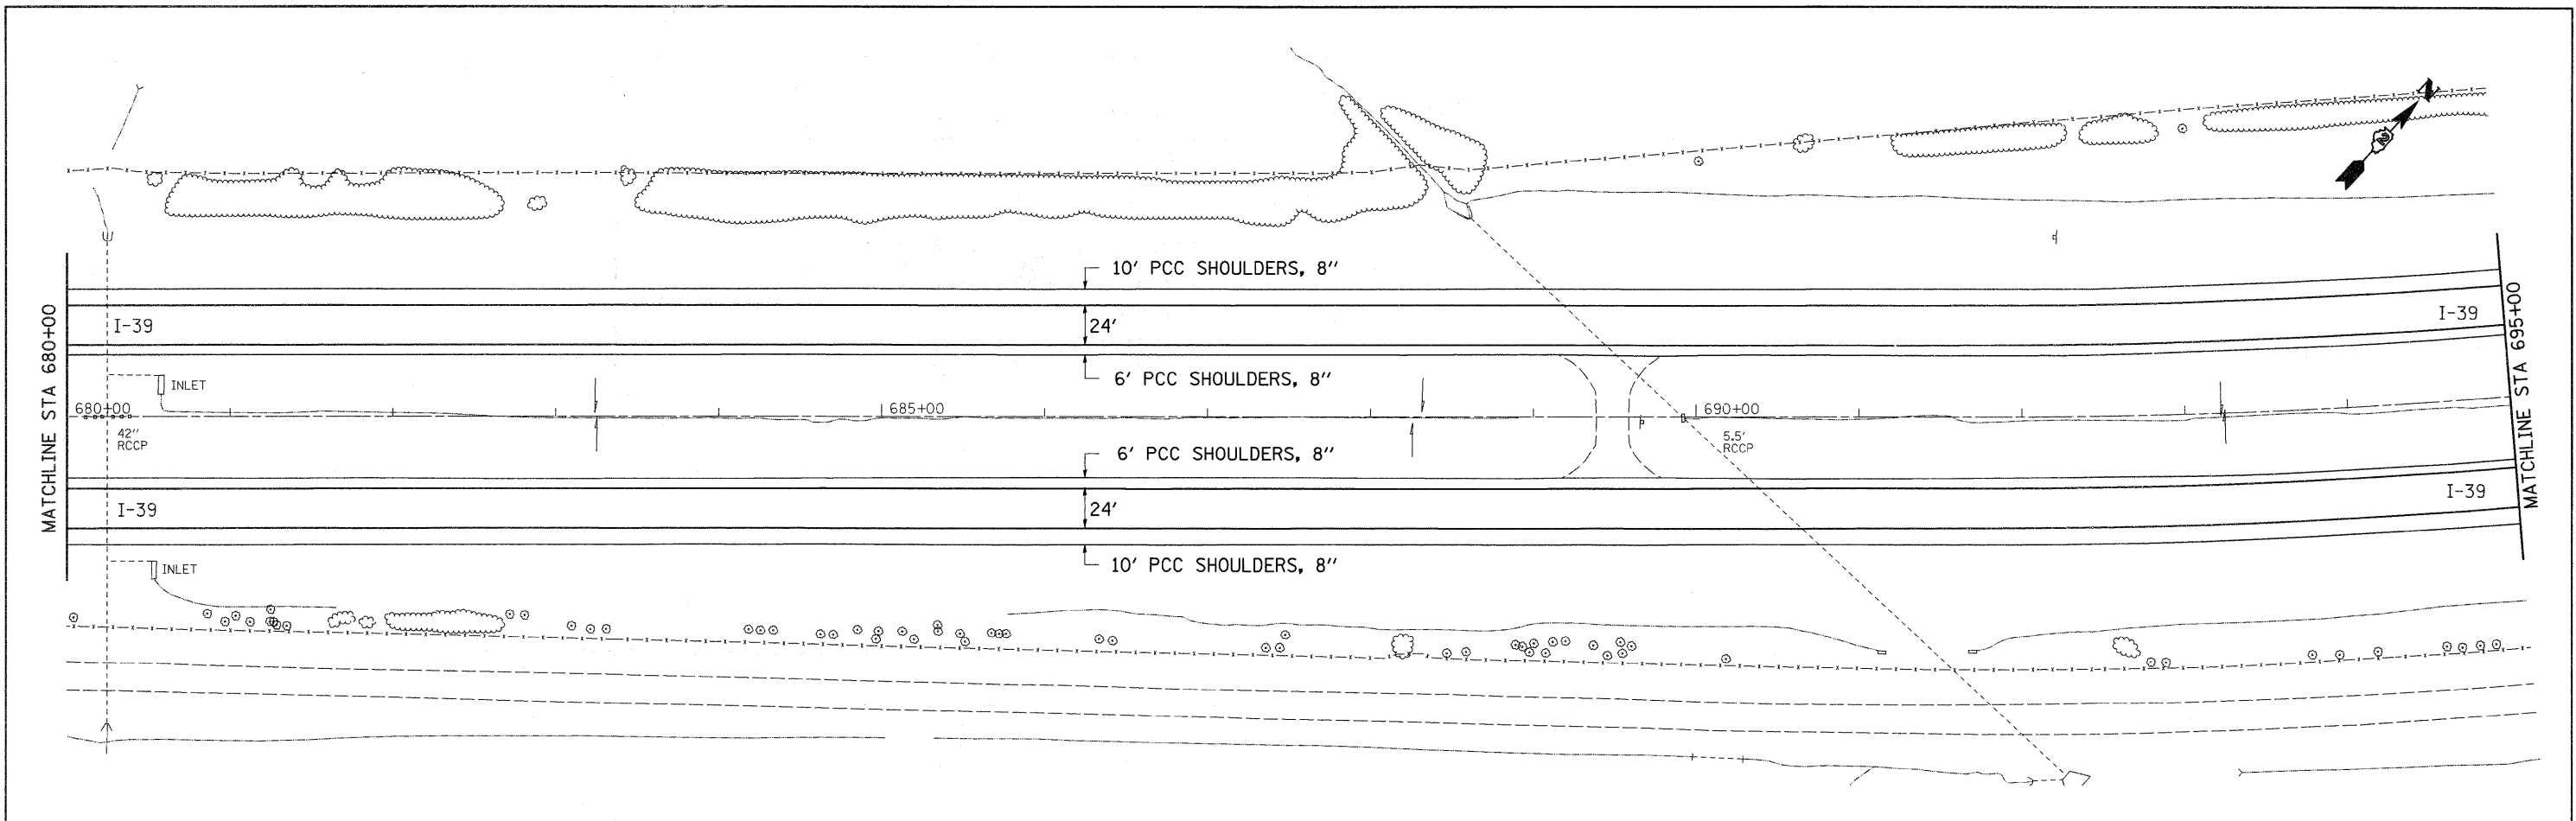 N
10' PCC SHOULDERS, 8"
MATCHLINE STA 680+00
I-39
24'
I-39
MATCHLINE STA 695+00
6' PCC SHOULDERS, 8"
INLET
680+00
685+00
690+00
42"
RCCP
5.5'
RCCP
6' PCC SHOULDERS, 8"
I-39
24'
I-39
10' PCC SHOULDERS, 8"
INLET